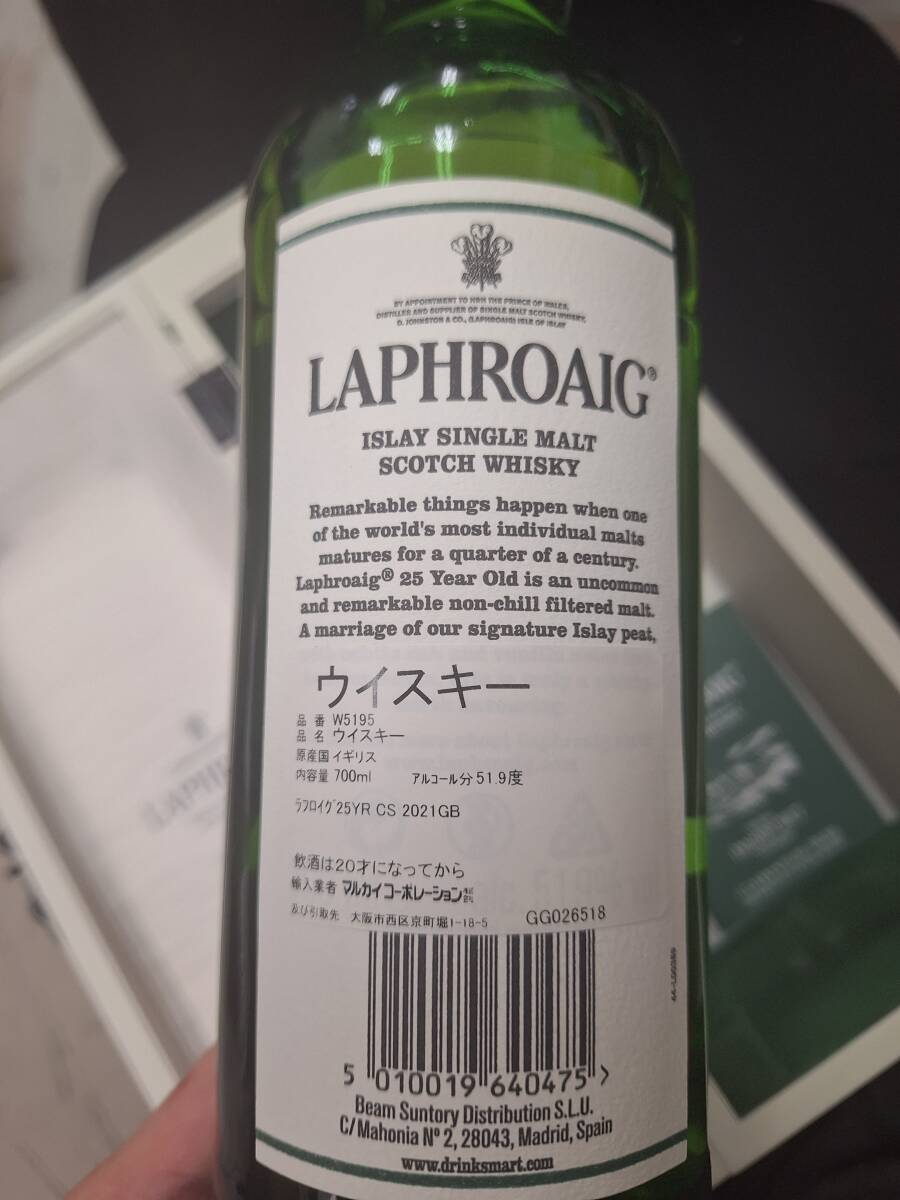 BY APPOINTMENT TO HRH THE PRINCE OF WALES,
DISTILLER AND SUPPLIER OF SINGLE MALT SCOTCH WHISKY,
D. JOHNSTON & CO., (LAPHROAIG) ISLE OF ISLAY
LAPHROAIG®
ISLAY SINGLE MALT
SCOTCH WHISKY
Remarkable things happen when one
of the world's most individual malts
matures for a quarter of a century.
Laphroaig® 25 Year Old is an uncommon
and remarkable non-chill filtered malt.
A marriage of our signature Islay peat,
ウイスキー
品番 W5195
品名 ウイスキー
原産国 イギリス
内容量 700ml アルコール分 51.9度
ラフロイグ 25YR CS 2021GB
飲酒は20才になってから
輸入業者 マルカイコーポレーション株式会社
及び引取先 大阪市西区京町堀1-18-5 GG026518
5 010019 640475 >
Beam Suntory Distribution S.L.U.
C/Mahonia Nº 2, 28043, Madrid, Spain
www.drinksmart.com